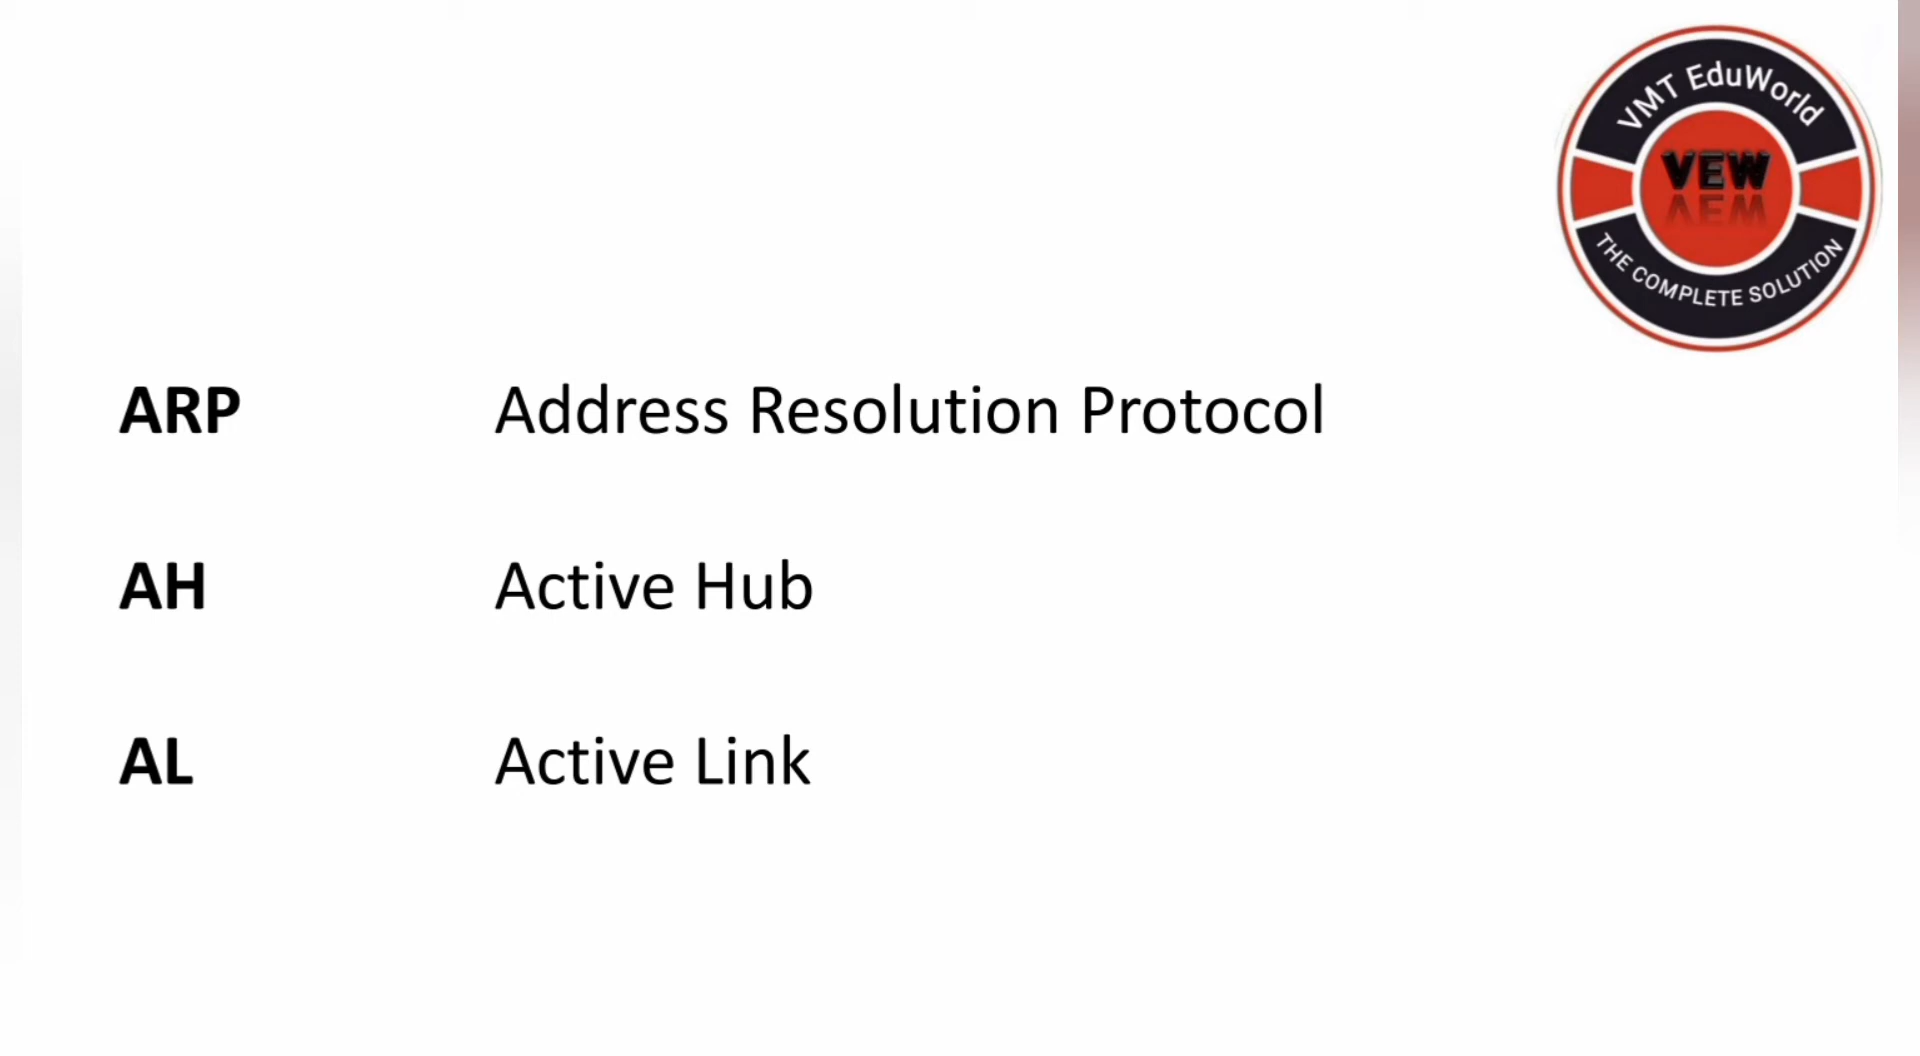 VMT EduWorld
VEW
THE COMPLETE SOLUTION
ARP Address Resolution Protocol
AH Active Hub
AL Active Link